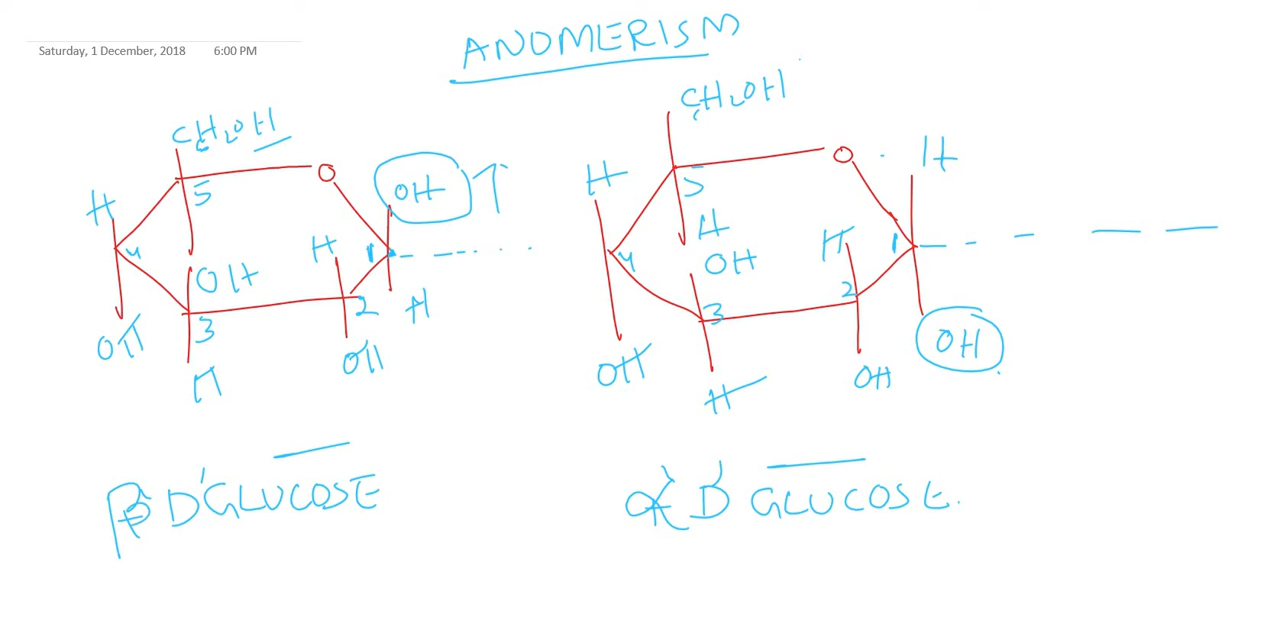 ANOMERISM
Saturday, 1 December, 2018 6:00 PM
CH2OH
O
5
H
4
OH
1
OH
H
OH
3
H
2
H
OH
β D GLUCOSE
CH2OH
O
5
H
H
4
OH
1
H
OH
OH
3
H
2
H
OH
α D GLUCOSE.